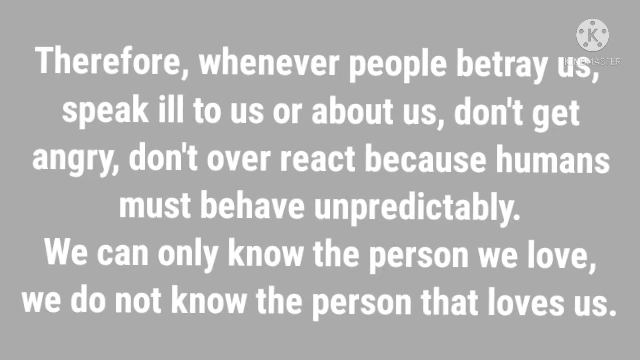 Therefore, whenever people betray us,
speak ill to us or about us, don't get
angry, don't over react because humans
must behave unpredictably.
We can only know the person we love,
we do not know the person that loves us.
K
KINEMASTER